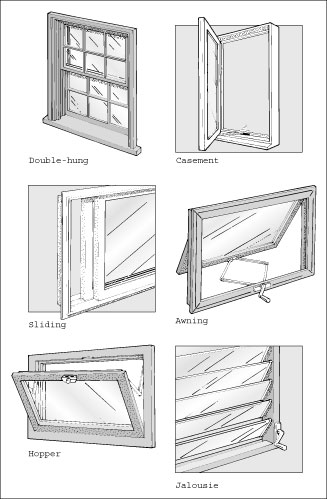 Double-hung
Casement
Sliding
Awning
Hopper
Jalousie